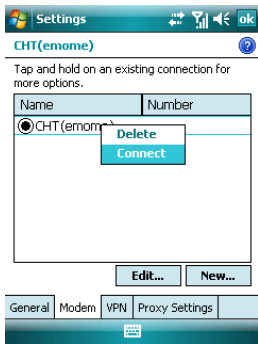 Settings ok
CHT(emome) ?
Tap and hold on an existing connection for
more options.
Name Number
CHT(emome)
Delete
Connect
Edit... New...
General Modem VPN Proxy Settings